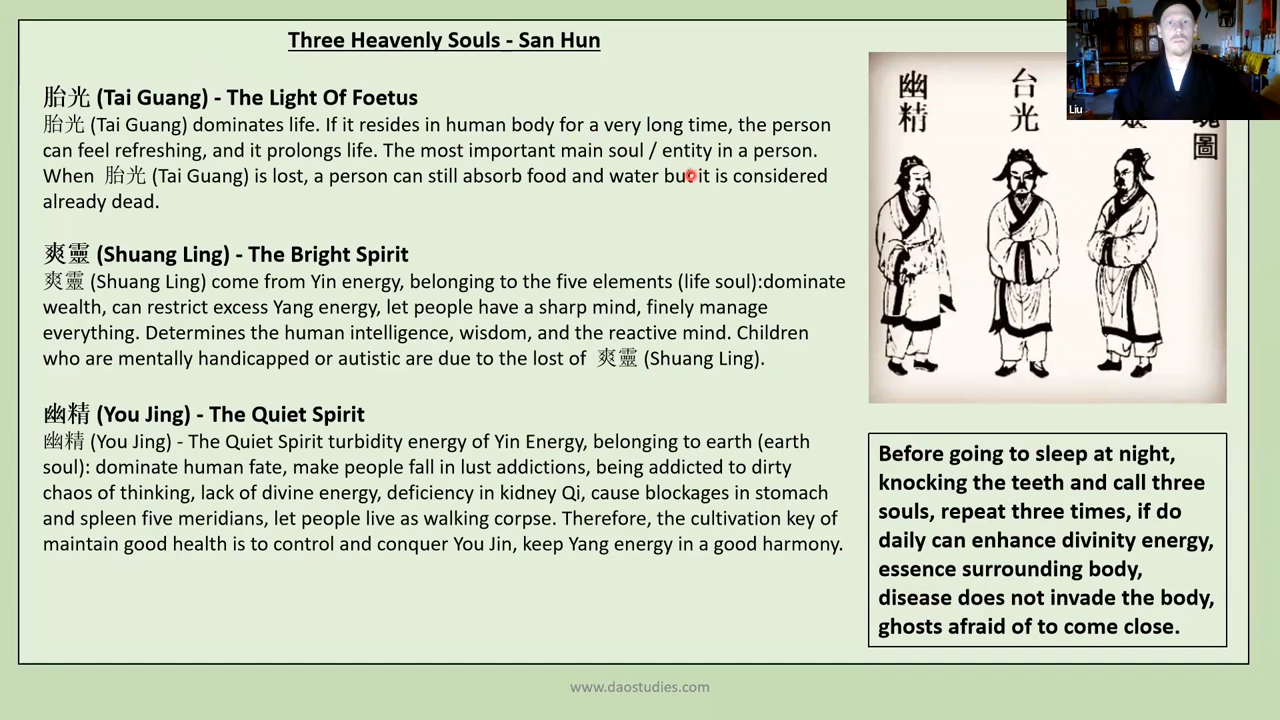 Three Heavenly Souls - San Hun
胎光 (Tai Guang) - The Light Of Foetus
胎光 (Tai Guang) dominates life. If it resides in human body for a very long time, the person
can feel refreshing, and it prolongs life. The most important main soul / entity in a person.
When 胎光 (Tai Guang) is lost, a person can still absorb food and water but it is considered
already dead.
爽靈 (Shuang Ling) - The Bright Spirit
爽靈 (Shuang Ling) come from Yin energy, belonging to the five elements (life soul):dominate
wealth, can restrict excess Yang energy, let people have a sharp mind, finely manage
everything. Determines the human intelligence, wisdom, and the reactive mind. Children
who are mentally handicapped or autistic are due to the lost of 爽靈 (Shuang Ling).
幽精 (You Jing) - The Quiet Spirit
幽精 (You Jing) - The Quiet Spirit turbidity energy of Yin Energy, belonging to earth (earth
soul): dominate human fate, make people fall in lust addictions, being addicted to dirty
chaos of thinking, lack of divine energy, deficiency in kidney Qi, cause blockages in stomach
and spleen five meridians, let people live as walking corpse. Therefore, the cultivation key of
maintain good health is to control and conquer You Jin, keep Yang energy in a good harmony.
Liu
圖
台光
幽精
Before going to sleep at night,
knocking the teeth and call three
souls, repeat three times, if do
daily can enhance divinity energy,
essence surrounding body,
disease does not invade the body,
ghosts afraid of to come close.
www.daostudies.com